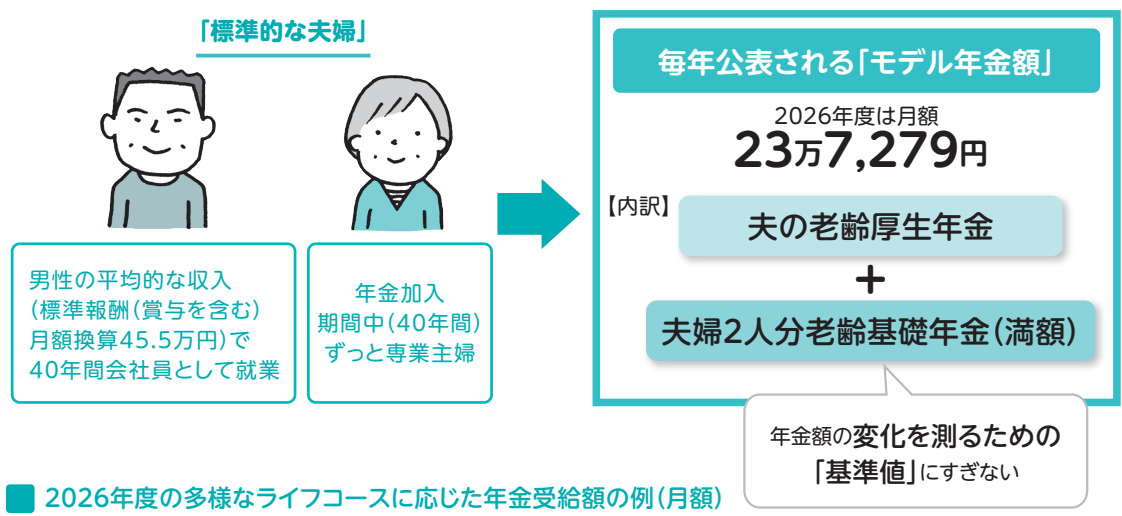 「標準的な夫婦」
男性の平均的な収入
(標準報酬(賞与を含む)
月額換算45.5万円)で
40年間会社員として就業
年金加入
期間中(40年間)
ずっと専業主婦
毎年公表される「モデル年金額」
2026年度は月額
23万7,279円
【内訳】
夫の老齢厚生年金
+
夫婦2人分老齢基礎年金(満額)
年金額の変化を測るための
「基準値」にすぎない
2026年度の多様なライフコースに応じた年金受給額の例(月額)